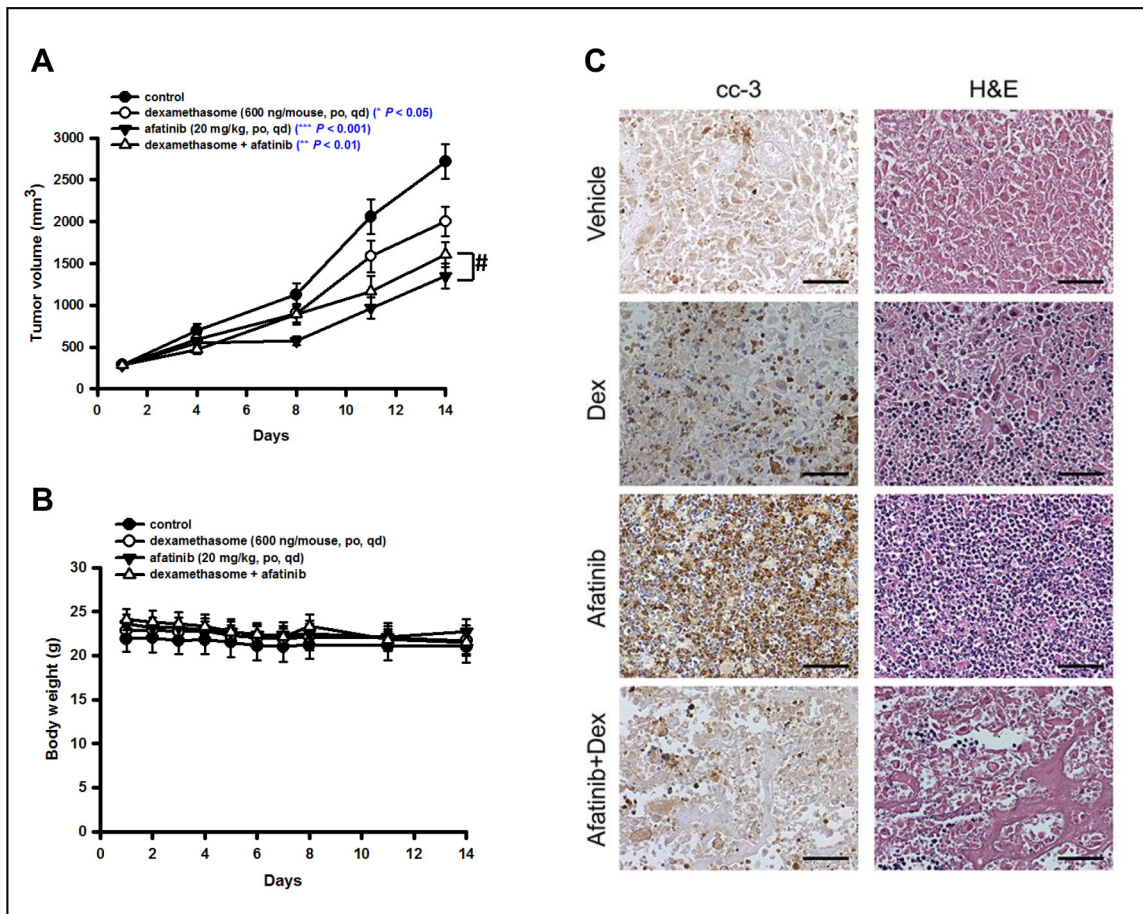 A
control
dexamethasome (600 ng/mouse, po, qd) (* P < 0.05)
afatinib (20 mg/kg, po, qd) (*** P < 0.001)
dexamethasome + afatinib (** P < 0.01)
3000
2500
2000
1500
1000
500
0
Tumor volume (mm3)
#
0 2 4 6 8 10 12 14
Days
B
control
dexamethasome (600 ng/mouse, po, qd)
afatinib (20 mg/kg, po, qd)
dexamethasome + afatinib
30
25
20
15
10
5
0
Body weight (g)
0 2 4 6 8 10 12 14
Days
C
cc-3 H&E
Vehicle
Dex
Afatinib
Afatinib+Dex